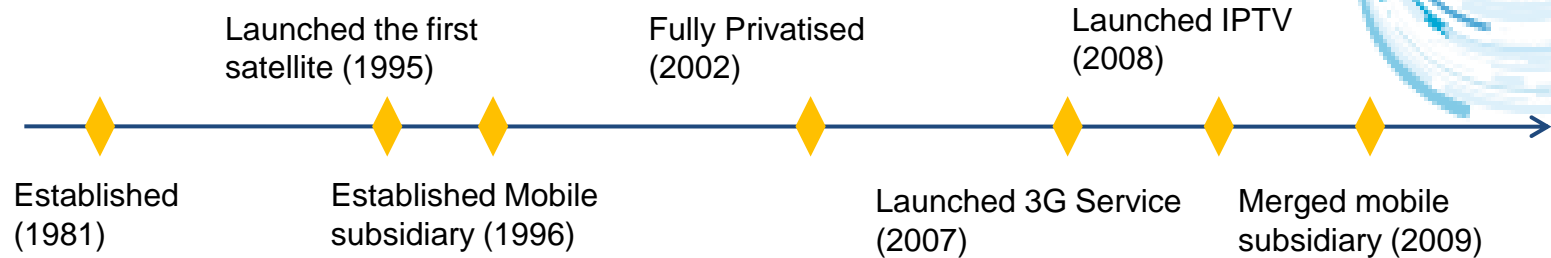 Launched the first
satellite (1995)
Fully Privatised
(2002)
Launched IPTV
(2008)
Established
(1981)
Established Mobile
subsidiary (1996)
Launched 3G Service
(2007)
Merged mobile
subsidiary (2009)